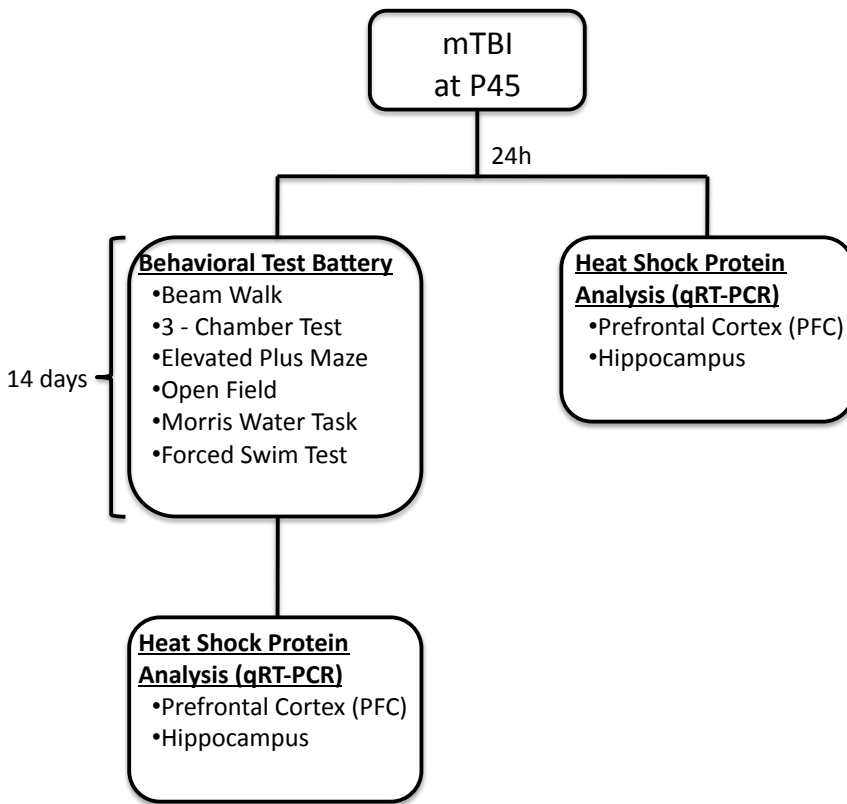 mTBI
at P45
24h
14 days
Behavioral Test Battery
•Beam Walk
•3 - Chamber Test
•Elevated Plus Maze
•Open Field
•Morris Water Task
•Forced Swim Test
Heat Shock Protein
Analysis (qRT-PCR)
•Prefrontal Cortex (PFC)
•Hippocampus
Heat Shock Protein
Analysis (qRT-PCR)
•Prefrontal Cortex (PFC)
•Hippocampus